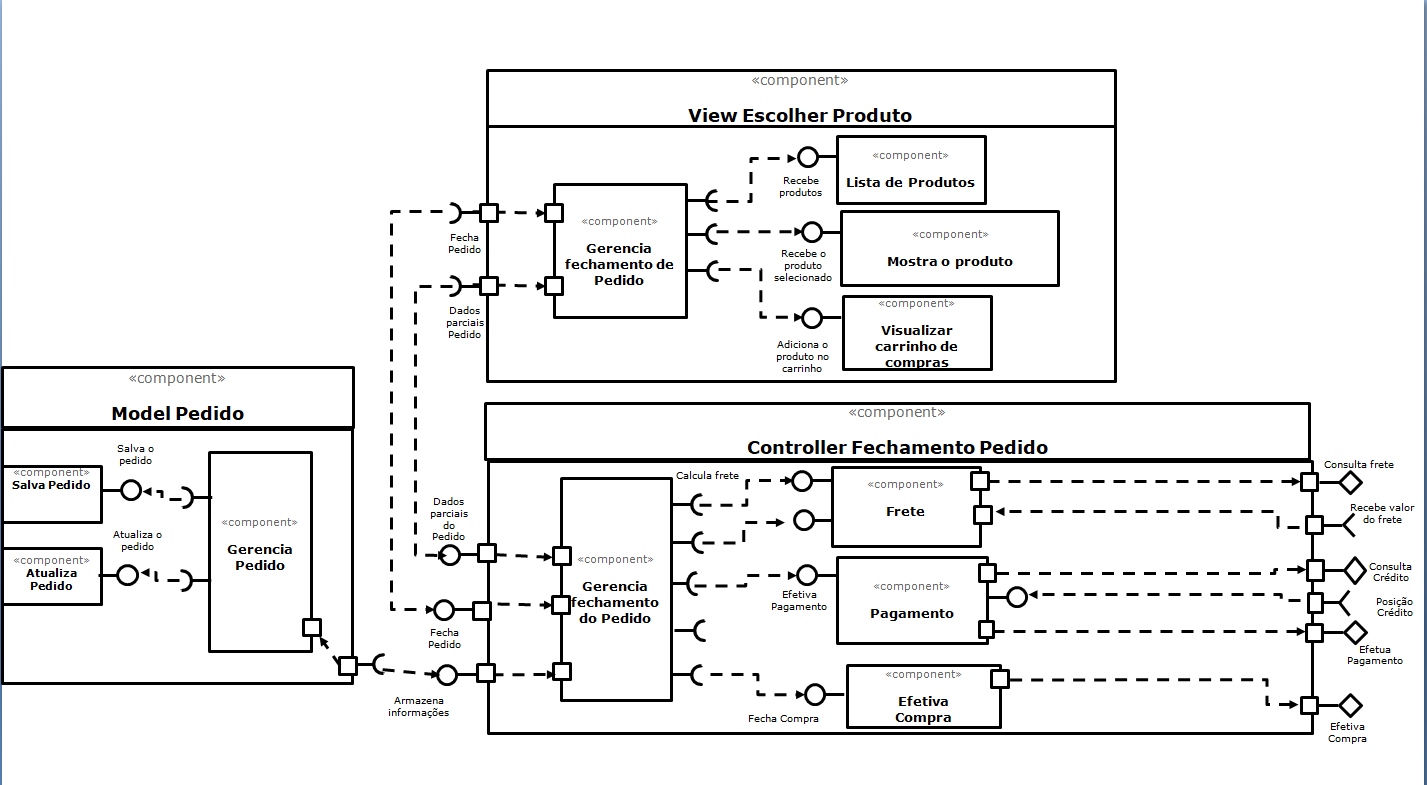 «component»
View Escolher Produto
«component»
Gerencia
fechamento de
Pedido
Fecha
Pedido
Dados
parciais
Pedido
Recebe
produtos
«component»
Lista de Produtos
Recebe o
produto
selecionado
«component»
Mostra o produto
Adiciona o
produto no
carrinho
«component»
Visualizar
carrinho de
compras
«component»
Model Pedido
Salva o
pedido
«component»
Salva Pedido
Atualiza o
pedido
«component»
Atualiza
Pedido
«component»
Gerencia
Pedido
«component»
Controller Fechamento Pedido
Dados
parciais
do
Pedido
Fecha
Pedido
Armazena
informações
«component»
Gerencia
fechamento
do Pedido
Calcula frete
«component»
Frete
Efetiva
Pagamento
«component»
Pagamento
Fecha Compra
«component»
Efetiva
Compra
Consulta frete
Recebe valor
do frete
Consulta
Crédito
Posição
Crédito
Efetua
Pagamento
Efetiva
Compra